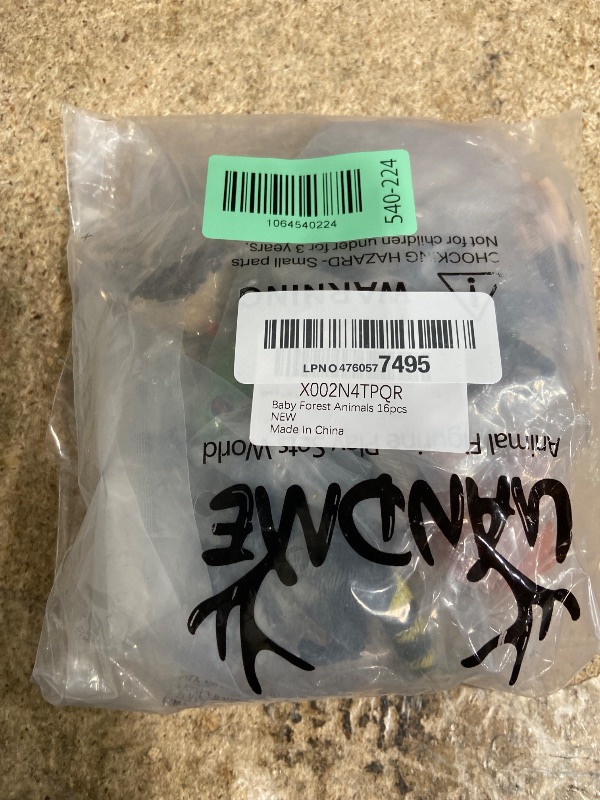 1064540224
540-224
Not for children under for 3 years.
CHOCKING HAZARD- Small parts
WARNING
LPNO4760577495
X002N4TPQR
Baby Forest Animals 16pcs
NEW
Made In China
Animal Figurine Play Sets World
UANDME